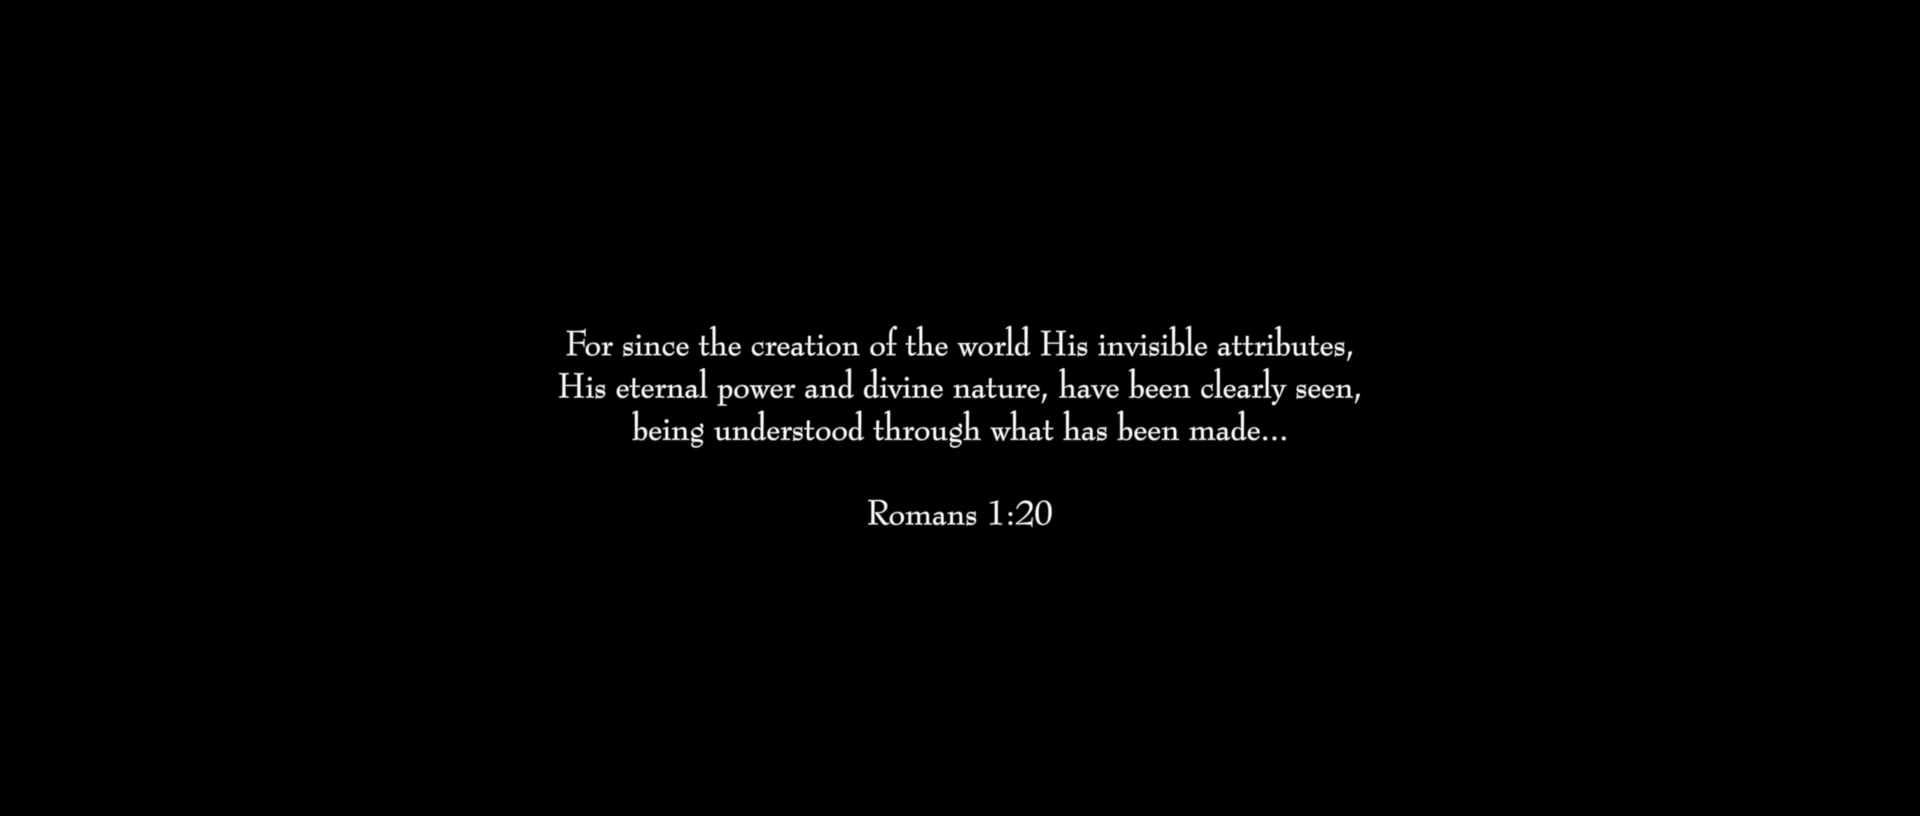 For since the creation of the world His invisible attributes,
His eternal power and divine nature, have been clearly seen,
being understood through what has been made...
Romans 1:20